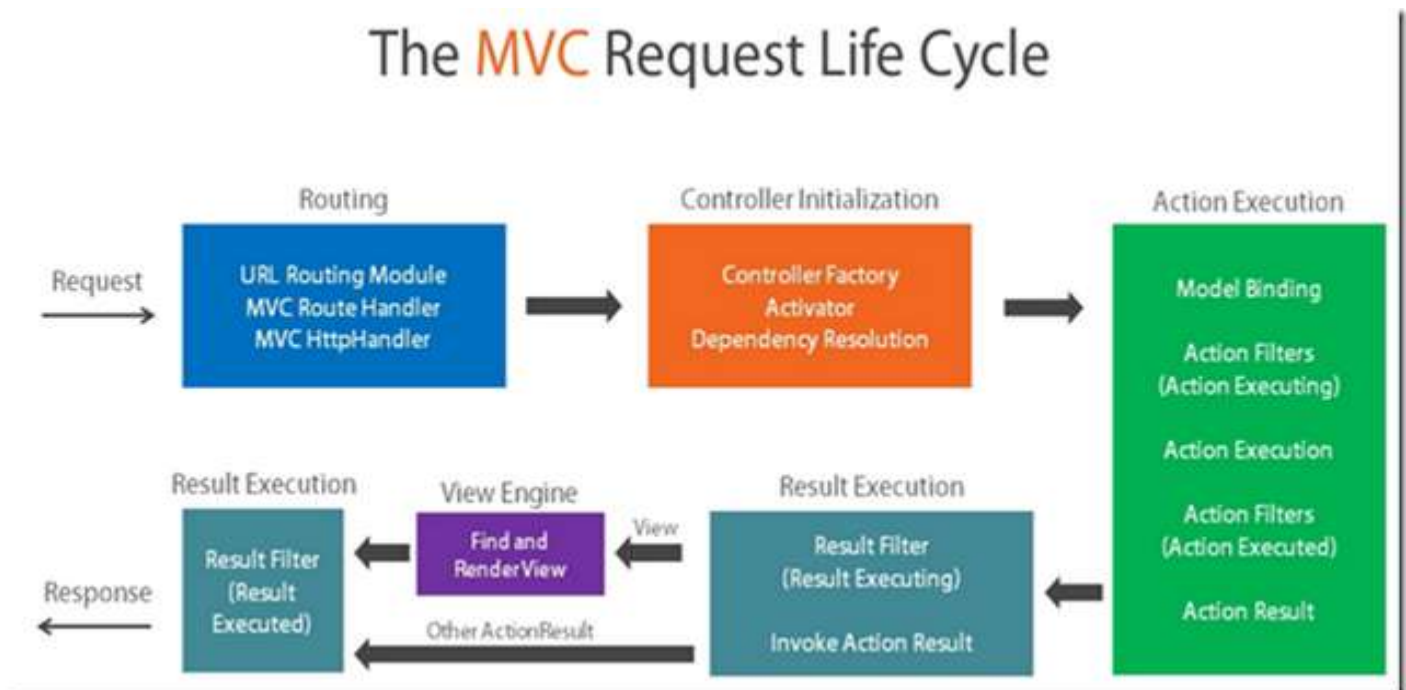 The MVC Request Life Cycle
Routing
Controller Initialization
Action Execution
Request
URL Routing Module
MVC Route Handler
MVC HttpHandler
Controller Factory
Activator
Dependency Resolution
Model Binding
Action Filters
(Action Executing)
Action Execution
Action Filters
(Action Executed)
Action Result
Result Execution
View Engine
Result Execution
Result Filter
(Result Executing)
Invoke Action Result
View
Find and
Render View
Other ActionResult
Result Filter
(Result
Executed)
Response